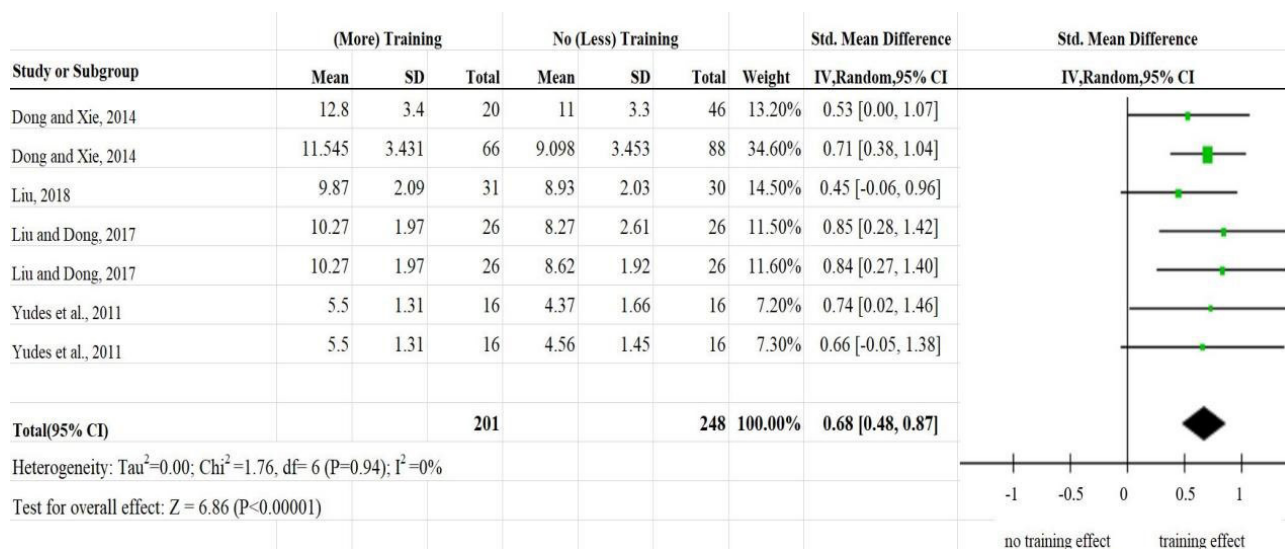 (More) Training No (Less) Training Std. Mean Difference Std. Mean Difference
Study or Subgroup Mean SD Total Mean SD Total Weight IV,Random,95% CI IV,Random,95% CI
Dong and Xie, 2014 12.8 3.4 20 11 3.3 46 13.20% 0.53 [0.00, 1.07]
Dong and Xie, 2014 11.545 3.431 66 9.098 3.453 88 34.60% 0.71 [0.38, 1.04]
Liu, 2018 9.87 2.09 31 8.93 2.03 30 14.50% 0.45 [-0.06, 0.96]
Liu and Dong, 2017 10.27 1.97 26 8.27 2.61 26 11.50% 0.85 [0.28, 1.42]
Liu and Dong, 2017 10.27 1.97 26 8.62 1.92 26 11.60% 0.84 [0.27, 1.40]
Yudes et al., 2011 5.5 1.31 16 4.37 1.66 16 7.20% 0.74 [0.02, 1.46]
Yudes et al., 2011 5.5 1.31 16 4.56 1.45 16 7.30% 0.66 [-0.05, 1.38]
Total(95% CI) 201 248 100.00% 0.68 [0.48, 0.87]
Heterogeneity: Tau²=0.00; Chi²=1.76, df= 6 (P=0.94); I²=0%
Test for overall effect: Z = 6.86 (P<0.00001)
-1 -0.5 0 0.5 1
no training effect training effect